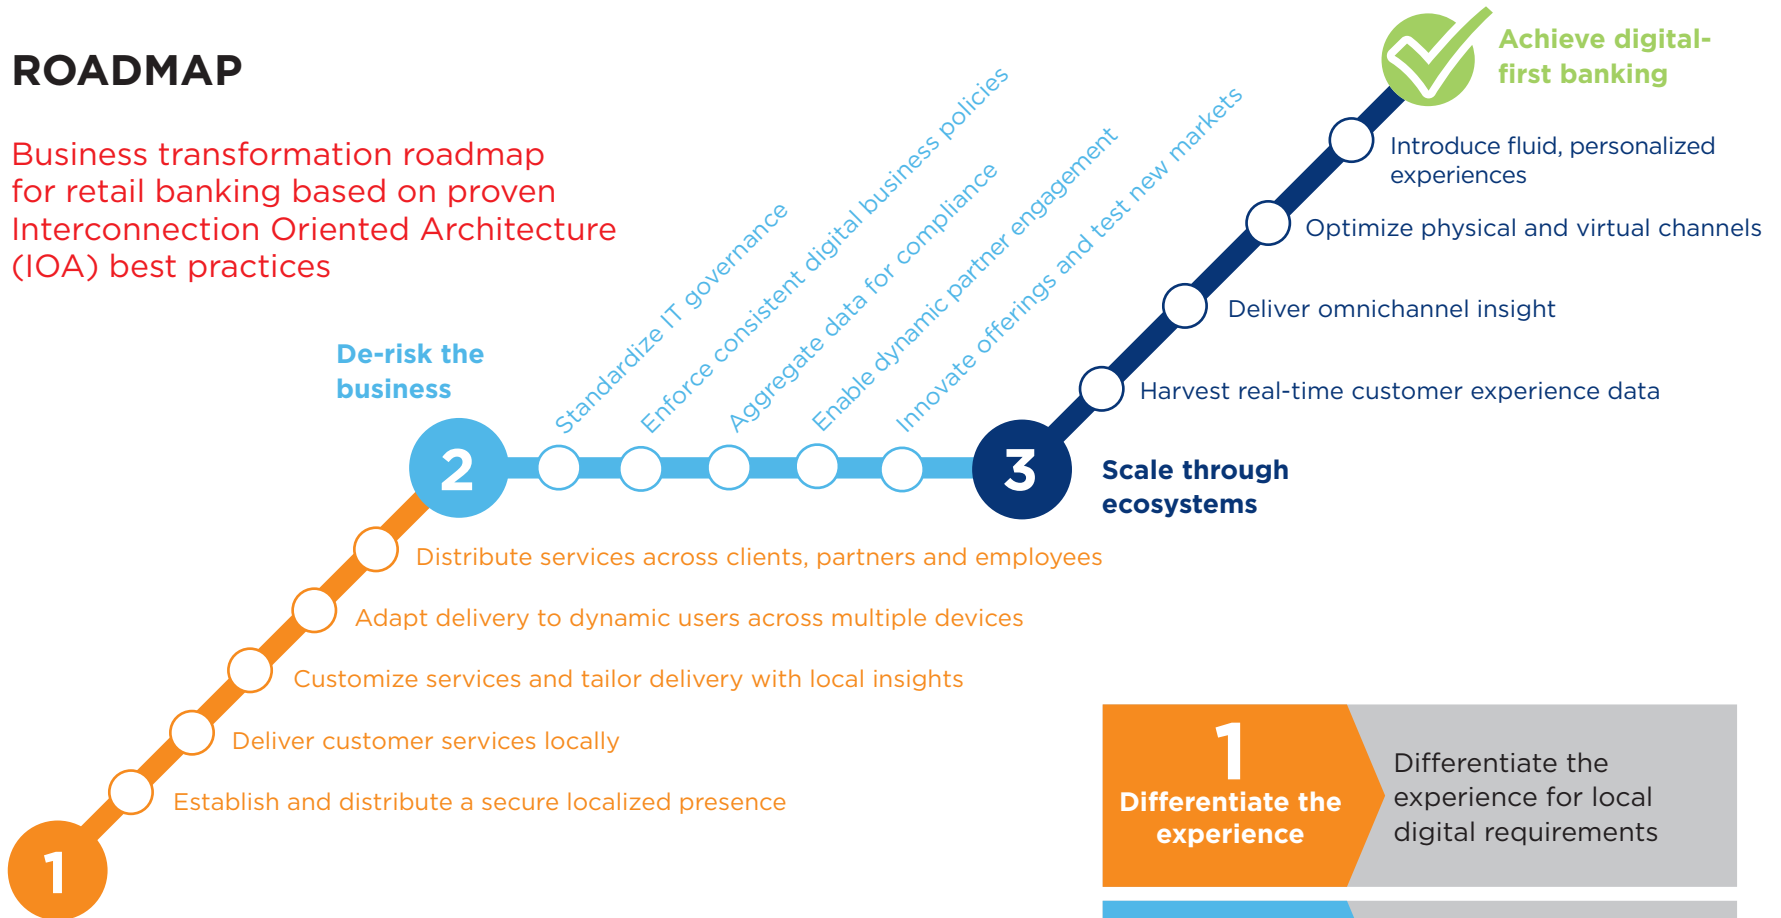 ROADMAP
Business transformation roadmap
for retail banking based on proven
Interconnection Oriented Architecture
(IOA) best practices
Achieve digital-
first banking
Introduce fluid, personalized
experiences
Optimize physical and virtual channels
Deliver omnichannel insight
Harvest real-time customer experience data
3
Scale through
ecosystems
Standardize IT governance
Enforce consistent digital business policies
Aggregate data for compliance
Enable dynamic partner engagement
Innovate offerings and test new markets
De-risk the
business
2
Distribute services across clients, partners and employees
Adapt delivery to dynamic users across multiple devices
Customize services and tailor delivery with local insights
Deliver customer services locally
Establish and distribute a secure localized presence
1
1
Differentiate the
experience
Differentiate the
experience for local
digital requirements